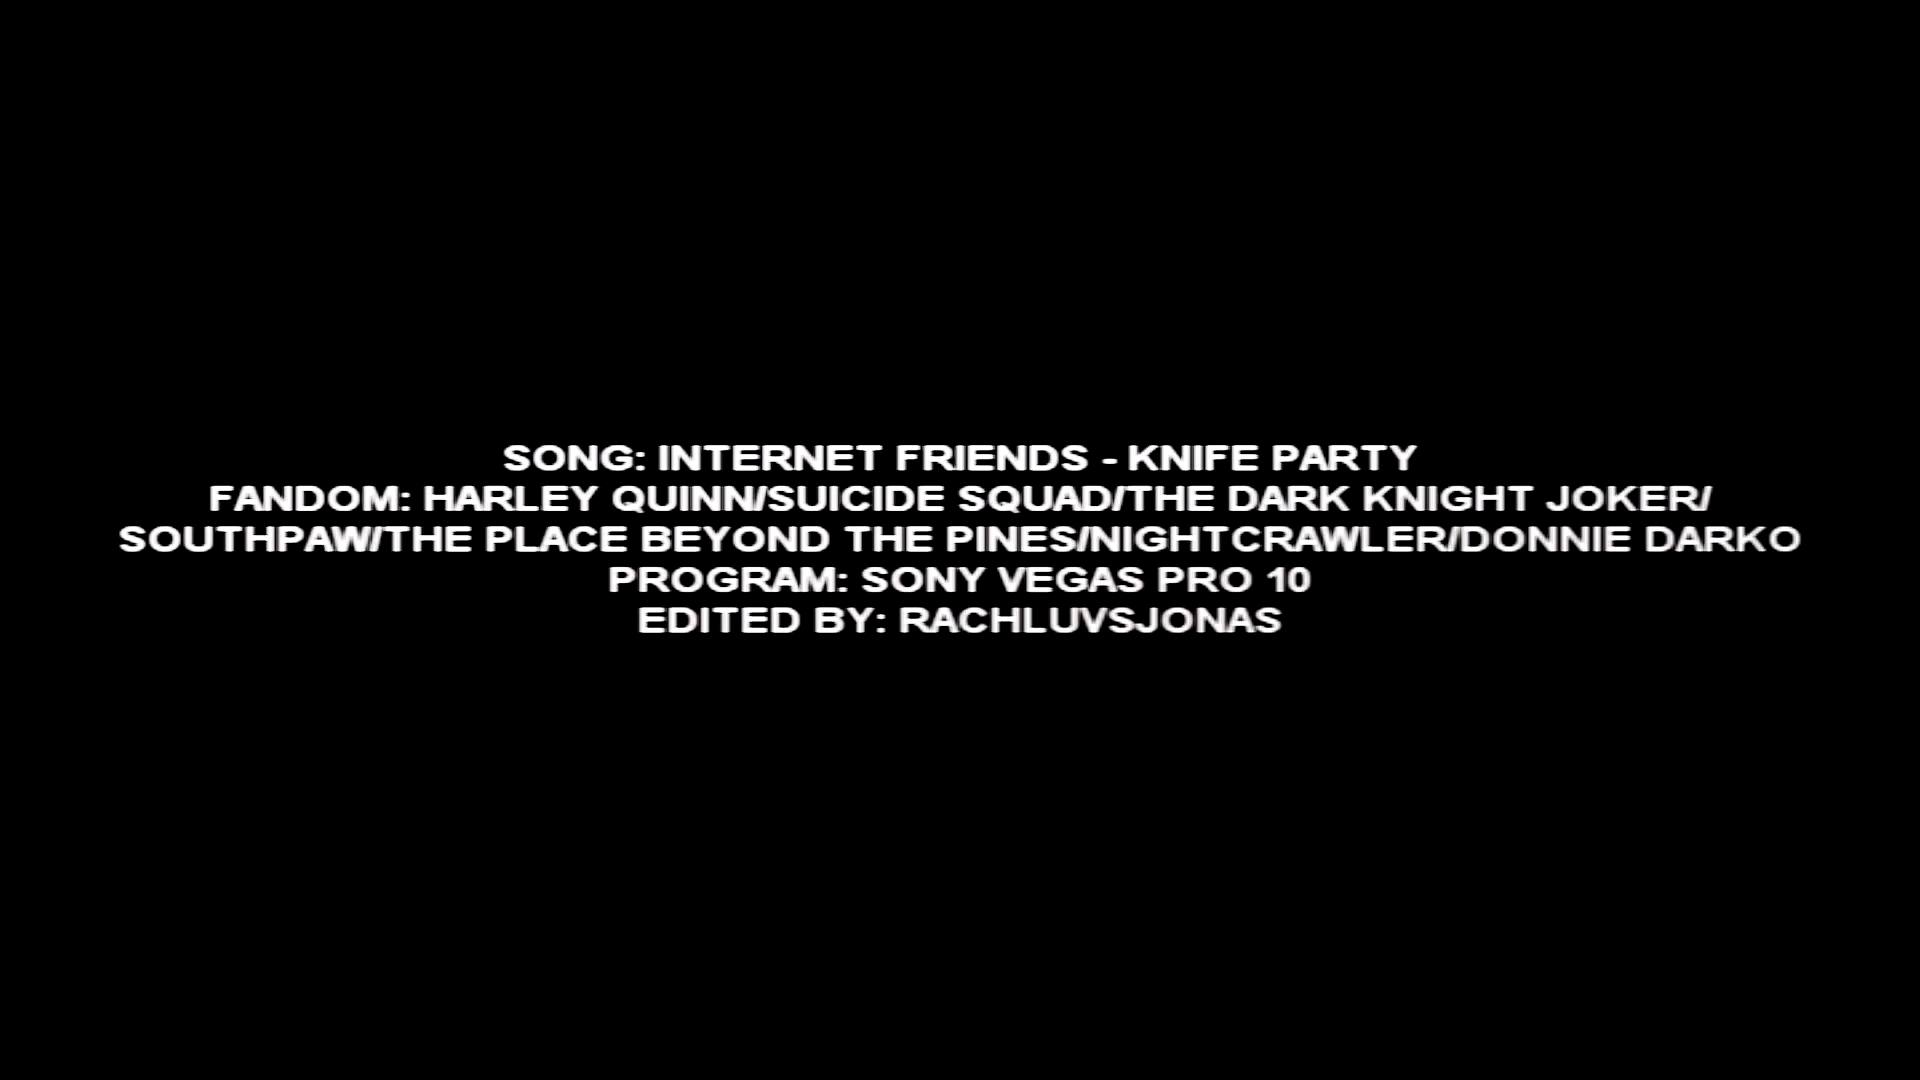 SONG: INTERNET FRIENDS - KNIFE PARTY
FANDOM: HARLEY QUINN/SUICIDE SQUAD/THE DARK KNIGHT JOKER/
SOUTHPAW/THE PLACE BEYOND THE PINES/NIGHTCRAWLER/DONNIE DARKO
PROGRAM: SONY VEGAS PRO 10
EDITED BY: RACHLUVSJONAS